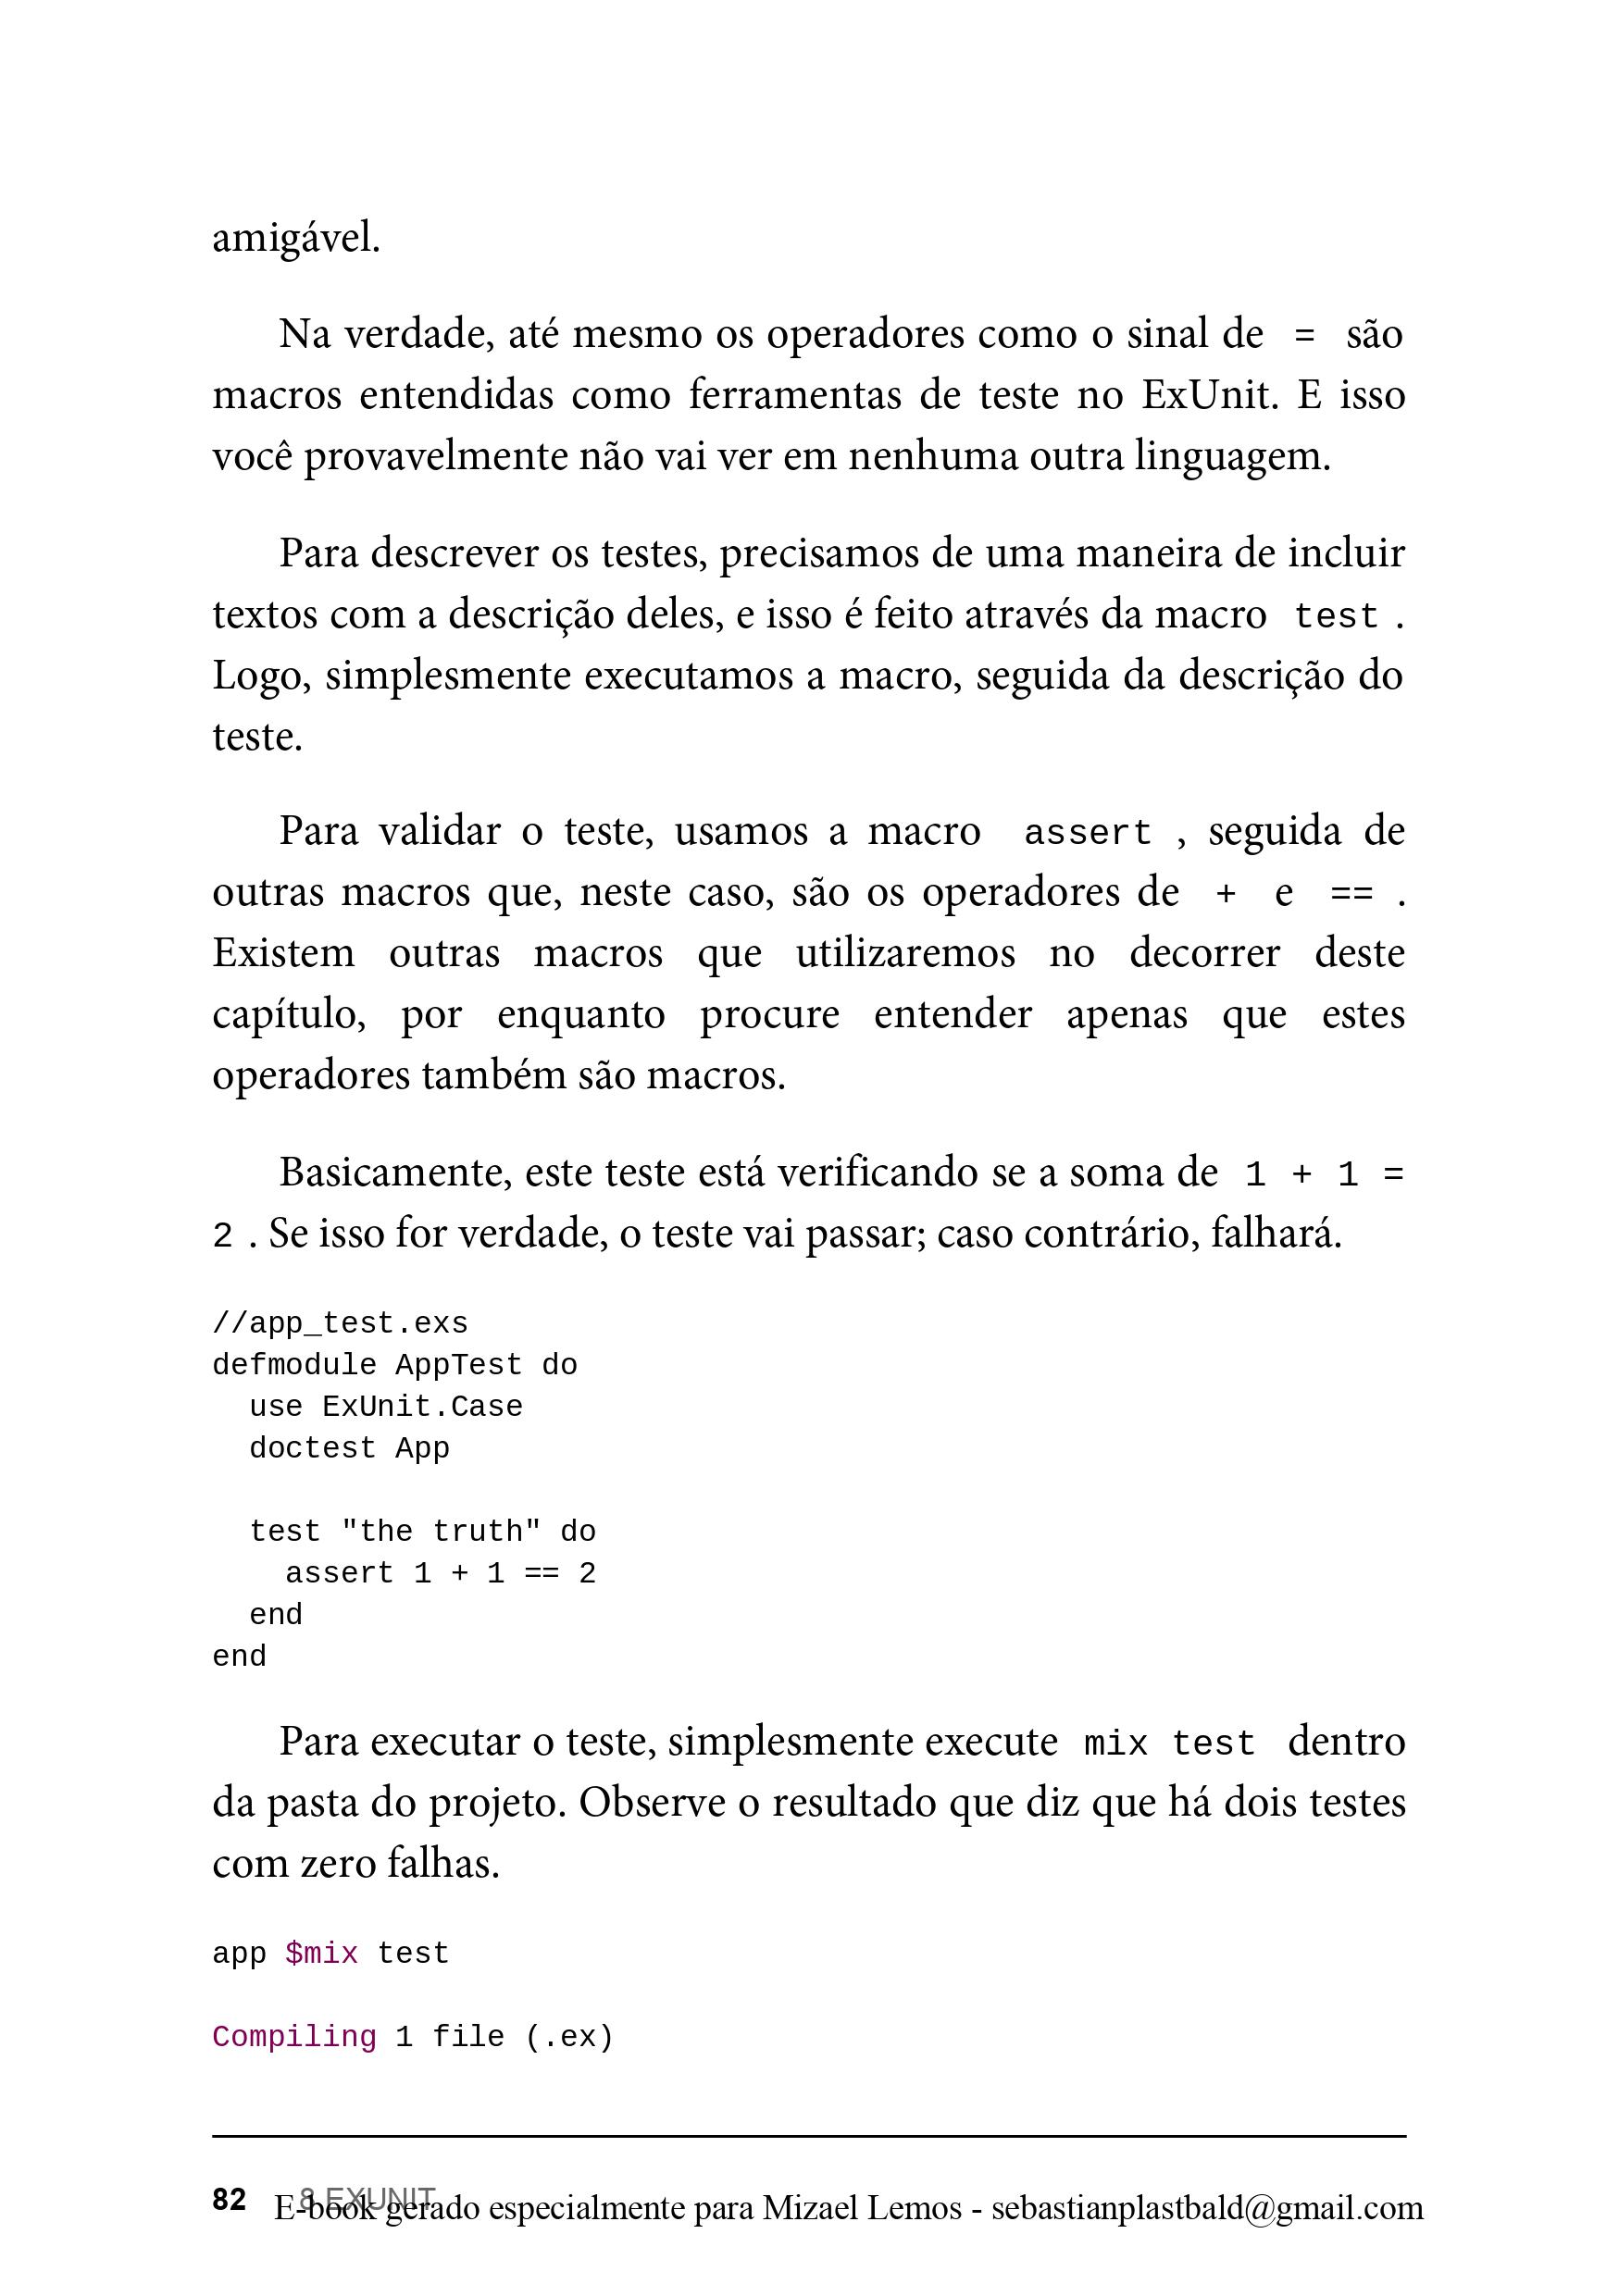 amigável.
Na verdade, até mesmo os operadores como o sinal de = são
macros entendidas como ferramentas de teste no ExUnit. E isso
você provavelmente não vai ver em nenhuma outra linguagem.
Para descrever os testes, precisamos de uma maneira de incluir
textos com a descrição deles, e isso é feito através da macro test .
Logo, simplesmente executamos a macro, seguida da descrição do
teste.
Para validar o teste, usamos a macro assert , seguida de
outras macros que, neste caso, são os operadores de + e == .
Existem outras macros que utilizaremos no decorrer deste
capítulo, por enquanto procure entender apenas que estes
operadores também são macros.
Basicamente, este teste está verificando se a soma de 1 + 1 =
2 . Se isso for verdade, o teste vai passar; caso contrário, falhará.
//app_test.exs
defmodule AppTest do
  use ExUnit.Case
  doctest App
  test "the truth" do
    assert 1 + 1 == 2
  end
end
Para executar o teste, simplesmente execute mix test dentro
da pasta do projeto. Observe o resultado que diz que há dois testes
com zero falhas.
app $mix test
Compiling 1 file (.ex)
82 8 EXUNIT
E-book gerado especialmente para Mizael Lemos - sebastianplastbald@gmail.com